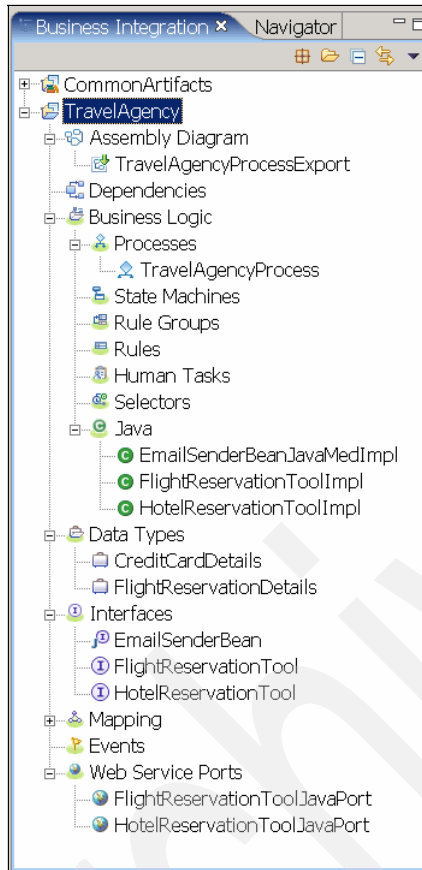 Business Integration Navigator
CommonArtifacts
TravelAgency
Assembly Diagram
TravelAgencyProcessExport
Dependencies
Business Logic
Processes
TravelAgencyProcess
State Machines
Rule Groups
Rules
Human Tasks
Selectors
Java
EmailSenderBeanJavaMedImpl
FlightReservationToolImpl
HotelReservationToolImpl
Data Types
CreditCardDetails
FlightReservationDetails
Interfaces
EmailSenderBean
FlightReservationTool
HotelReservationTool
Mapping
Events
Web Service Ports
FlightReservationToolJavaPort
HotelReservationToolJavaPort